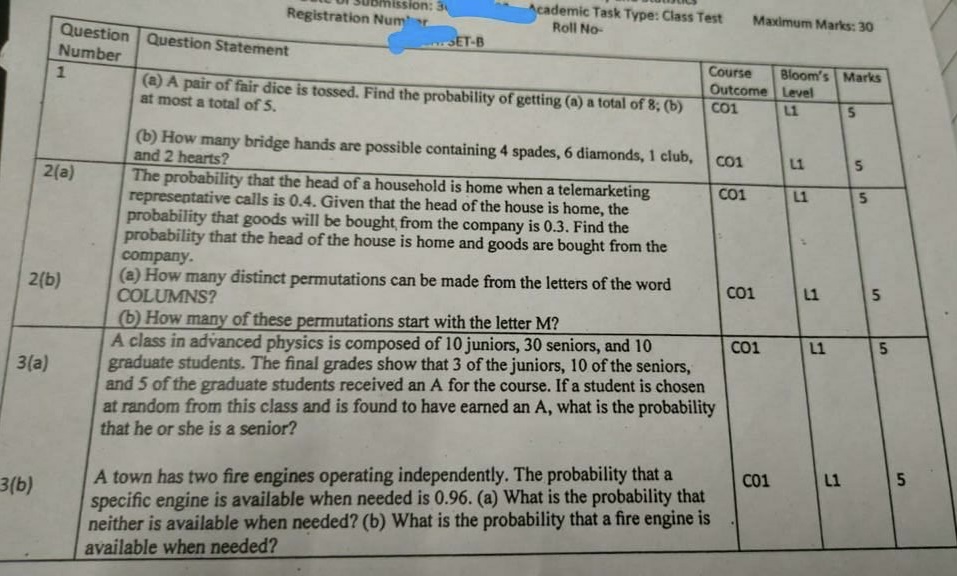 Submission: 3
Academic Task Type: Class Test
Maximum Marks: 30
Registration Number
Roll No-
SET-B
Question Number
Question Statement
Course Outcome
Bloom's Level
Marks
1
(a) A pair of fair dice is tossed. Find the probability of getting (a) a total of 8; (b)
at most a total of 5.
CO1
L1
5
(b) How many bridge hands are possible containing 4 spades, 6 diamonds, 1 club,
and 2 hearts?
CO1
L1
5
2(a)
The probability that the head of a household is home when a telemarketing
representative calls is 0.4. Given that the head of the house is home, the
probability that goods will be bought from the company is 0.3. Find the
probability that the head of the house is home and goods are bought from the
company.
CO1
L1
5
2(b)
(a) How many distinct permutations can be made from the letters of the word
COLUMNS?
(b) How many of these permutations start with the letter M?
CO1
L1
5
3(a)
A class in advanced physics is composed of 10 juniors, 30 seniors, and 10
graduate students. The final grades show that 3 of the juniors, 10 of the seniors,
and 5 of the graduate students received an A for the course. If a student is chosen
at random from this class and is found to have earned an A, what is the probability
that he or she is a senior?
CO1
L1
5
3(b)
A town has two fire engines operating independently. The probability that a
specific engine is available when needed is 0.96. (a) What is the probability that
neither is available when needed? (b) What is the probability that a fire engine is
available when needed?
CO1
L1
5